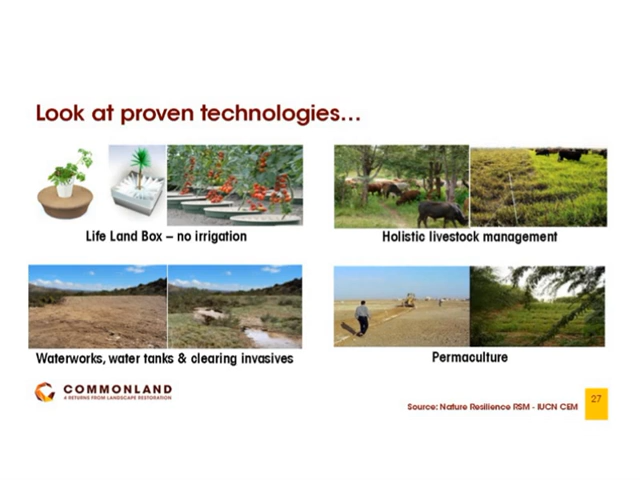 Look at proven technologies...
Life Land Box – no irrigation
Holistic livestock management
Waterworks, water tanks & clearing invasives
Permaculture
COMMONLAND
4 RETURNS FROM LANDSCAPE RESTORATION
Source: Nature Resilience RSM - IUCN CEM
27